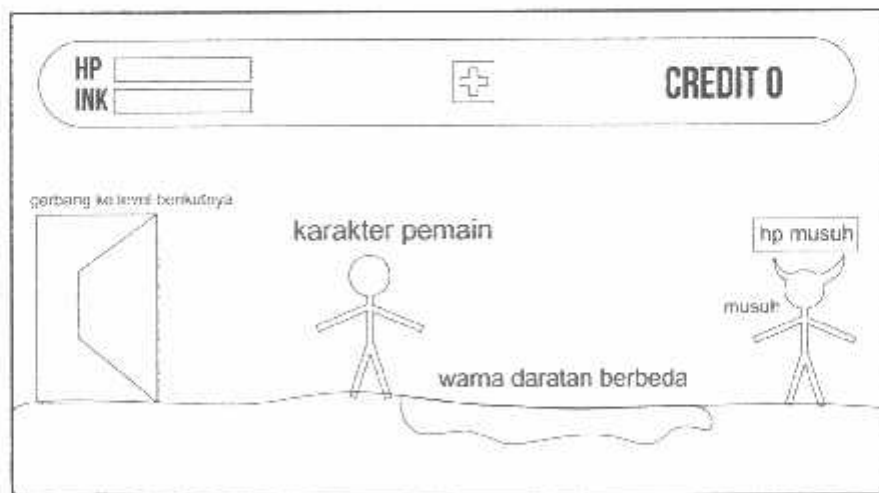 HP
INK
CREDIT 0
gerbang ke level berikutnya
karakter pemain
hp musuh
musuh
warna daratan berbeda